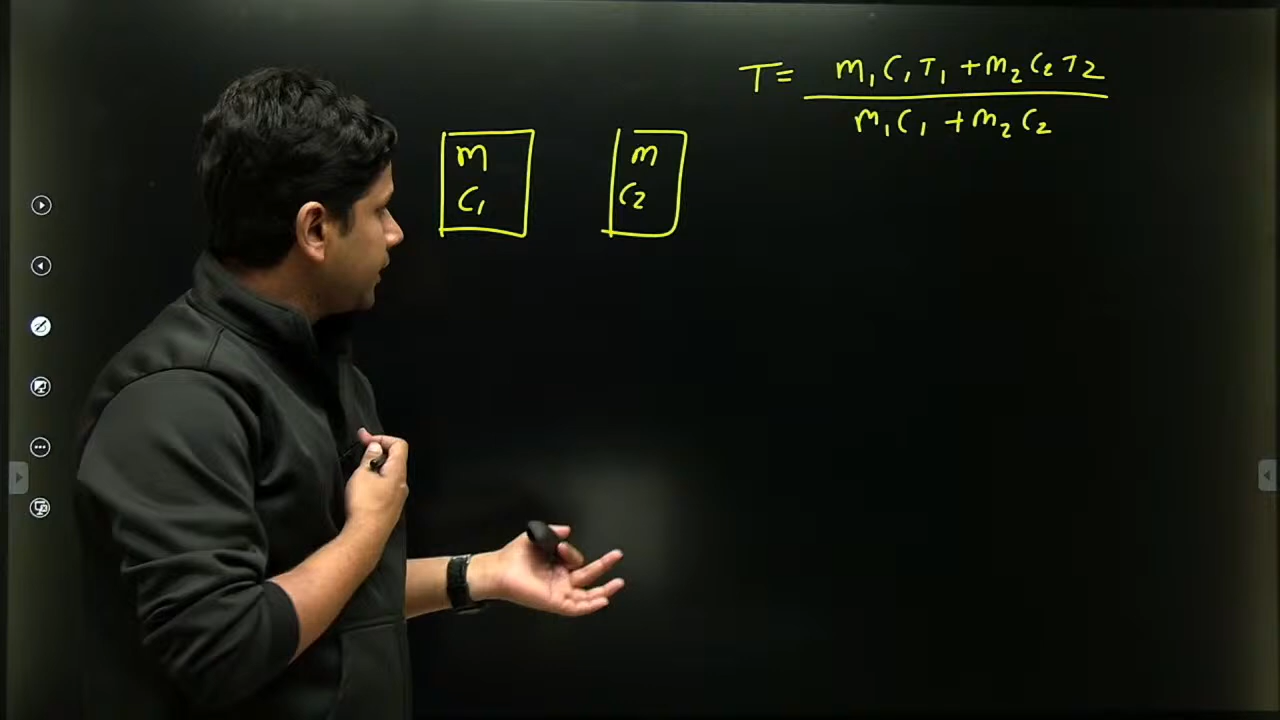 T = m₁C₁T₁ + m₂C₂T₂ / m₁C₁ + m₂C₂
m
C₁
m
C₂